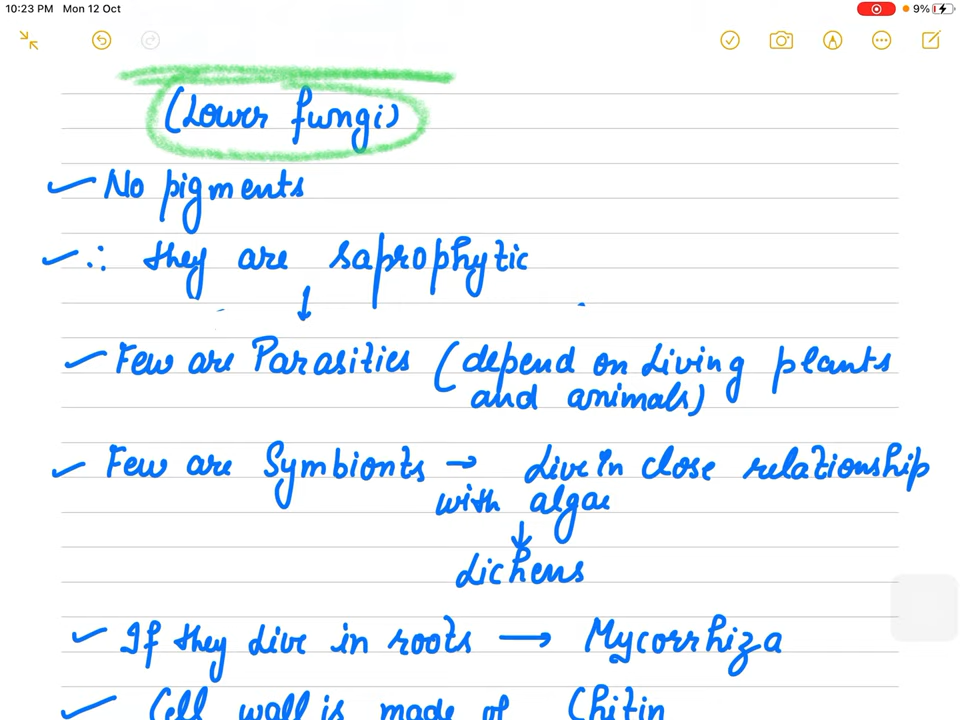 10:23 PM Mon 12 Oct 9%
(Lower fungi)
No pigments
∴ they are saprophytic
↓
Few are Parasities (depend on Living plants
and animals)
Few are Symbionts → Live in close relationship
with algae
↓
Lichens
If they Live in roots → Mycorrhiza
Cell wall is made of Chitin